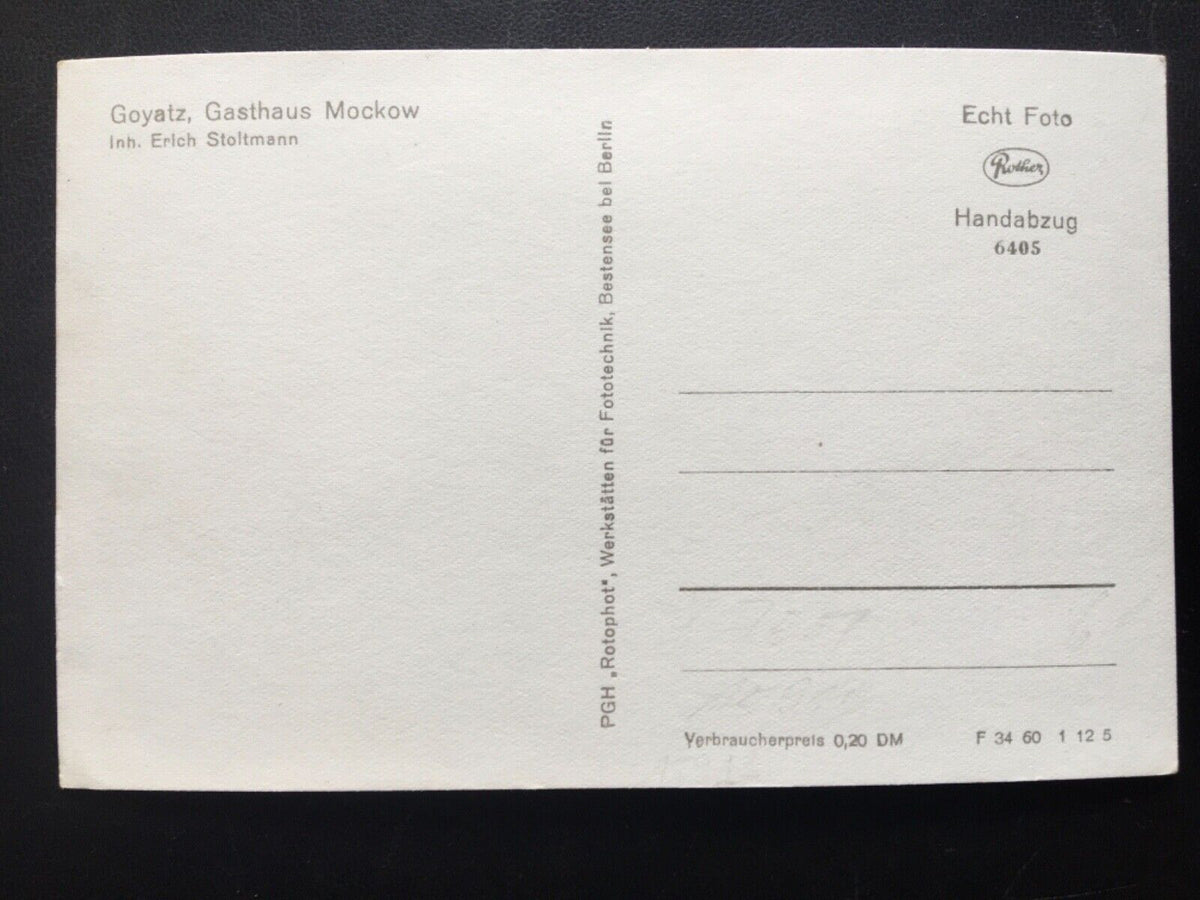 Goyatz, Gasthaus Mockow
Inh. Erich Stoltmann
PGH „Rotophot", Werkstätten für Fototechnik, Bestensee bei Berlin
Echt Foto
Rother
Handabzug
6405
Verbraucherpreis 0,20 DM
F 34 60 1 12 5